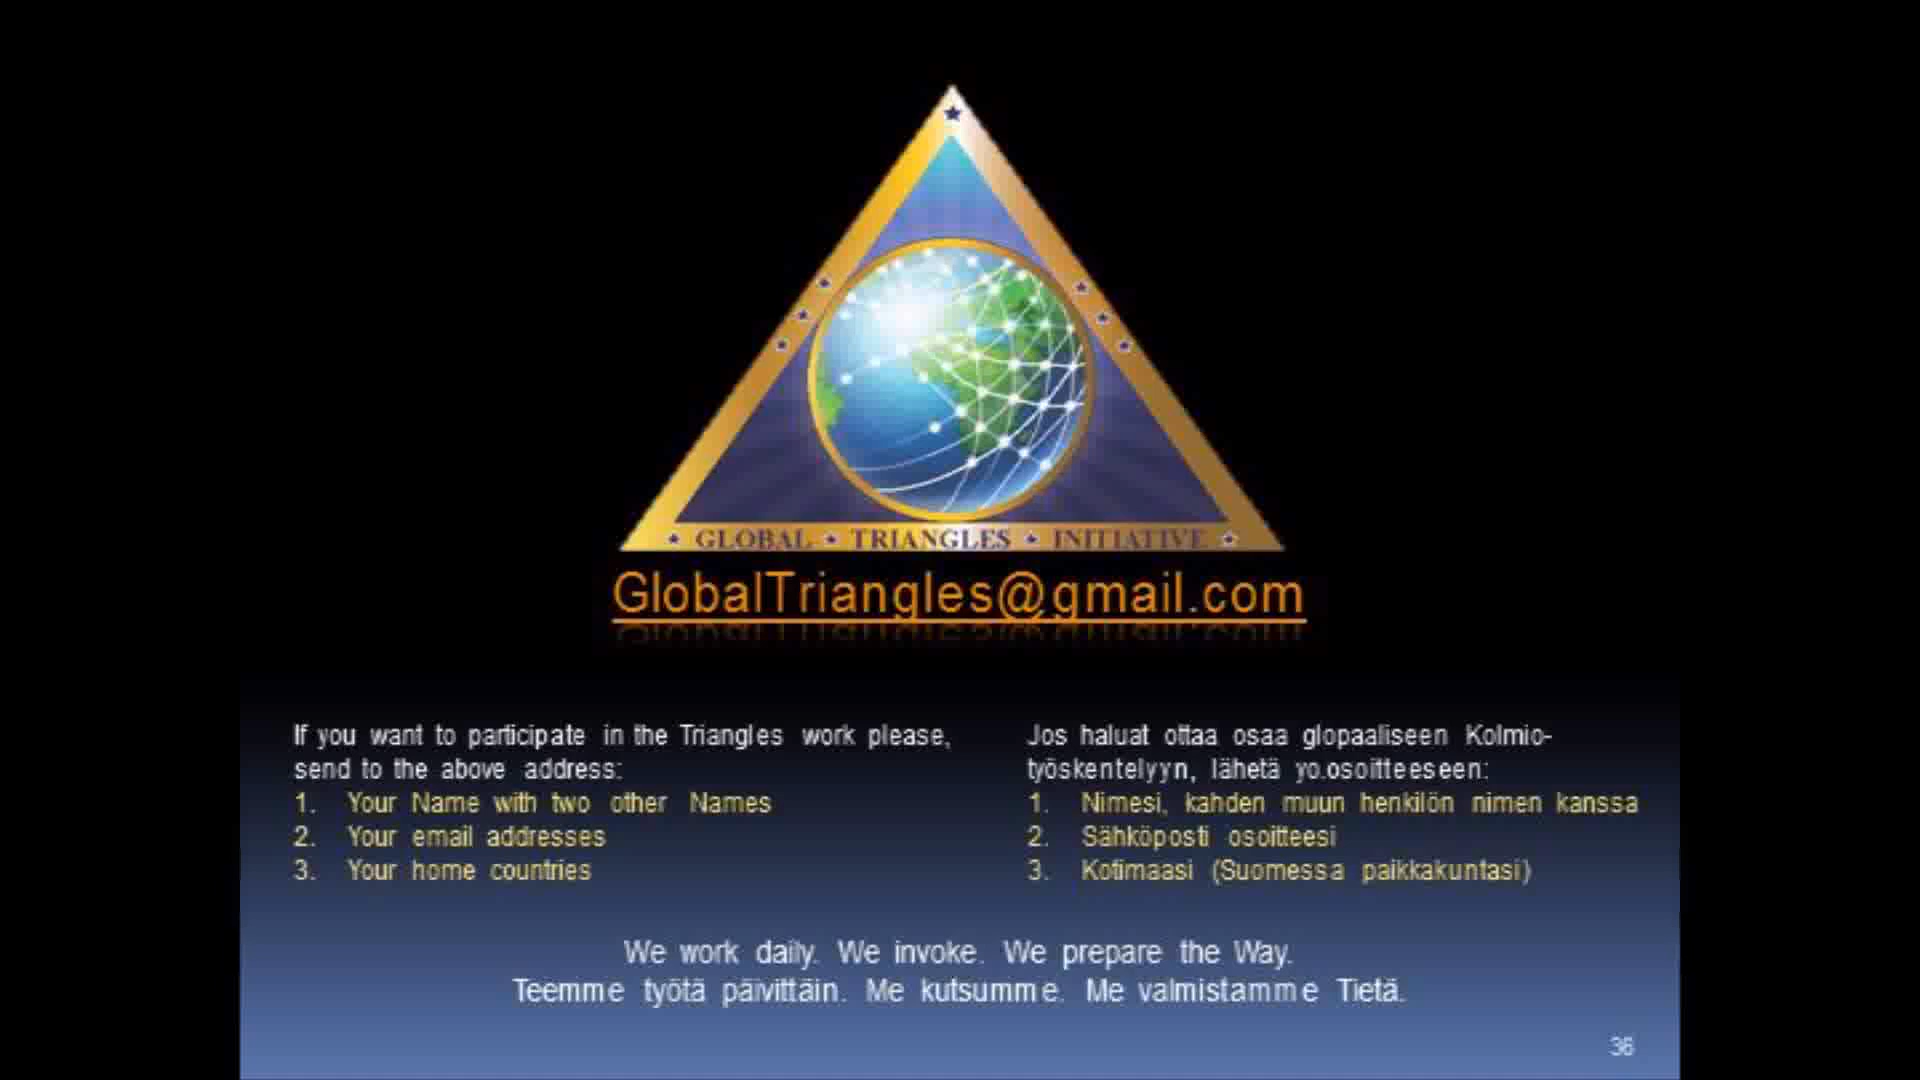 GLOBAL ★ TRIANGLES ★ INITIATIVE
GlobalTriangles@gmail.com
If you want to participate in the Triangles work please,
send to the above address:
1. Your Name with two other Names
2. Your email addresses
3. Your home countries
Jos haluat ottaa osaa glopaaliseen Kolmio-
työskentelyyn, lähetä yo.osoitteeseen:
1. Nimesi, kahden muun henkilön nimen kanssa
2. Sähköposti osoitteesi
3. Kotimaasi (Suomessa paikkakuntasi)
We work daily. We invoke. We prepare the Way.
Teemme työtä päivittäin. Me kutsumme. Me valmistamme Tietä.
36